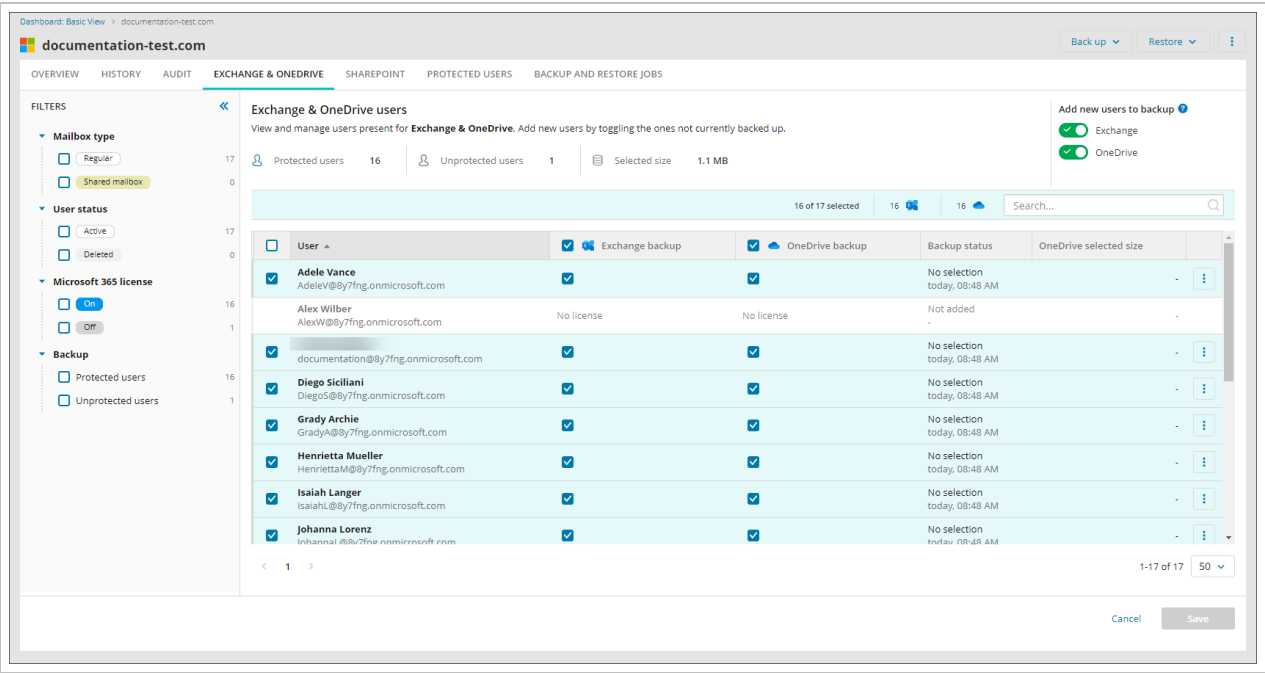 Dashboard: Basic View > documentation-test.com
documentation-test.com
Back up
Restore
OVERVIEW HISTORY AUDIT EXCHANGE & ONEDRIVE SHAREPOINT PROTECTED USERS BACKUP AND RESTORE JOBS
FILTERS
Mailbox type
Regular 17
Shared mailbox 0
User status
Active 17
Deleted 0
Microsoft 365 license
On 16
Off 1
Backup
Protected users 16
Unprotected users 1
Exchange & OneDrive users
View and manage users present for Exchange & OneDrive. Add new users by toggling the ones not currently backed up.
Protected users 16 Unprotected users 1 Selected size 1.1 MB
Add new users to backup ?
Exchange
OneDrive
16 of 17 selected 16 16 Search...
User Exchange backup OneDrive backup Backup status OneDrive selected size
Adele Vance
AdeleV@8y7fng.onmicrosoft.com
No selection
today, 08:48 AM
-
Alex Wilber
AlexW@8y7fng.onmicrosoft.com
No license
No license
Not added
-
-
documentation@8y7fng.onmicrosoft.com
No selection
today, 08:48 AM
-
Diego Siciliani
DiegoS@8y7fng.onmicrosoft.com
No selection
today, 08:48 AM
-
Grady Archie
GradyA@8y7fng.onmicrosoft.com
No selection
today, 08:48 AM
-
Henrietta Mueller
HenriettaM@8y7fng.onmicrosoft.com
No selection
today, 08:48 AM
-
Isaiah Langer
IsaiahL@8y7fng.onmicrosoft.com
No selection
today, 08:48 AM
-
Johanna Lorenz
JohannaL@8y7fng.onmicrosoft.com
No selection
today, 08:48 AM
-
< 1 >
1-17 of 17 50
Cancel
Save